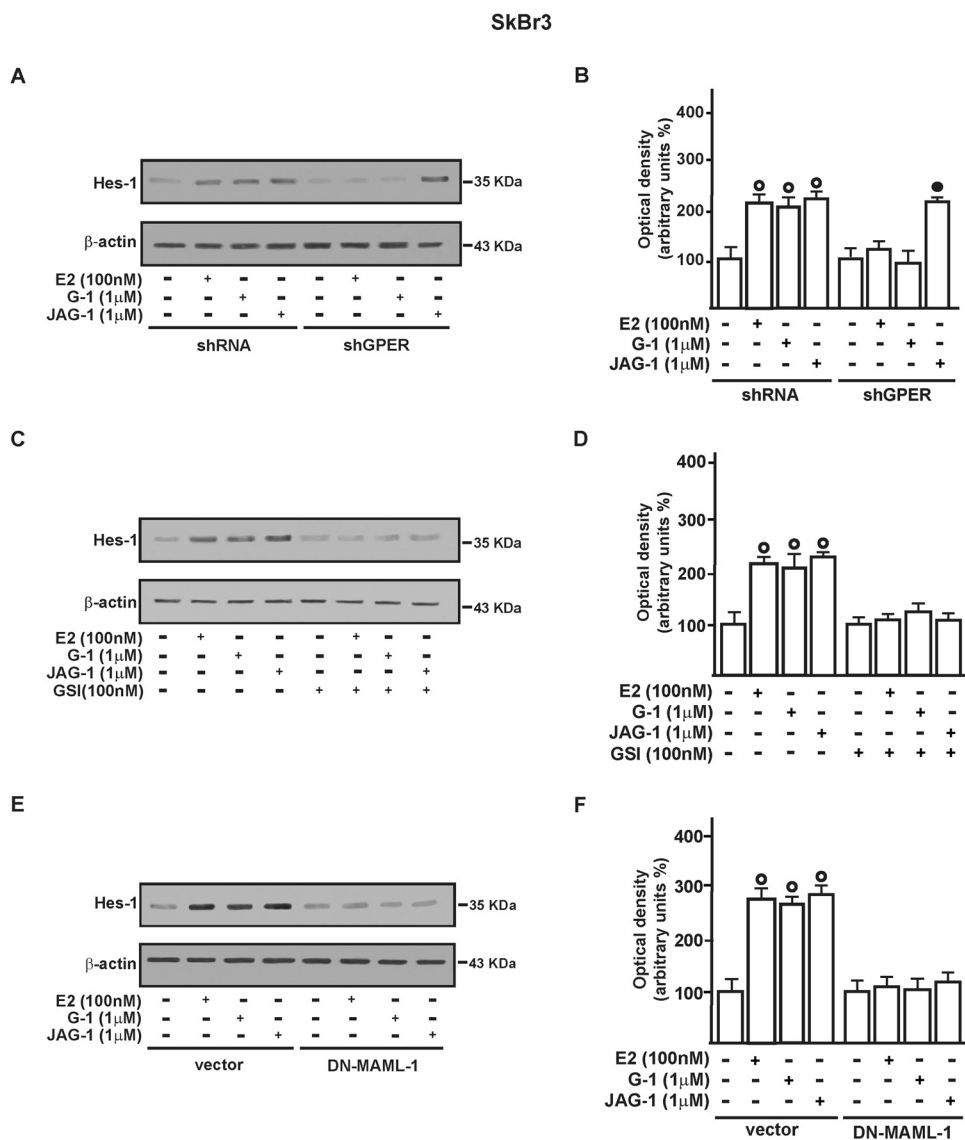 SkBr3
A
Hes-1
35 KDa
β-actin
43 KDa
E2 (100nM) - + - - - + - -
G-1 (1μM) - - + - - - + -
JAG-1 (1μM) - - - + - - - +
shRNA shGPER
B
Optical density
(arbitrary units %)
400
300
200
100
E2 (100nM) - + - - - + - -
G-1 (1μM) - - + - - - + -
JAG-1 (1μM) - - - + - - - +
shRNA shGPER
C
Hes-1
35 KDa
β-actin
43 KDa
E2 (100nM) - + - - - + - -
G-1 (1μM) - - + - - - + -
JAG-1 (1μM) - - - + - - - +
GSI(100nM) - - - - + + + +
D
Optical density
(arbitrary units %)
400
300
200
100
E2 (100nM) - + - - - + - -
G-1 (1μM) - - + - - - + -
JAG-1 (1μM) - - - + - - - +
GSI (100nM) - - - - + + + +
E
Hes-1
35 KDa
β-actin
43 KDa
E2 (100nM) - + - - - + - -
G-1 (1μM) - - + - - - + -
JAG-1 (1μM) - - - + - - - +
vector DN-MAML-1
F
Optical density
(arbitrary units %)
400
300
200
100
E2 (100nM) - + - - - + - -
G-1 (1μM) - - + - - - + -
JAG-1 (1μM) - - - + - - - +
vector DN-MAML-1